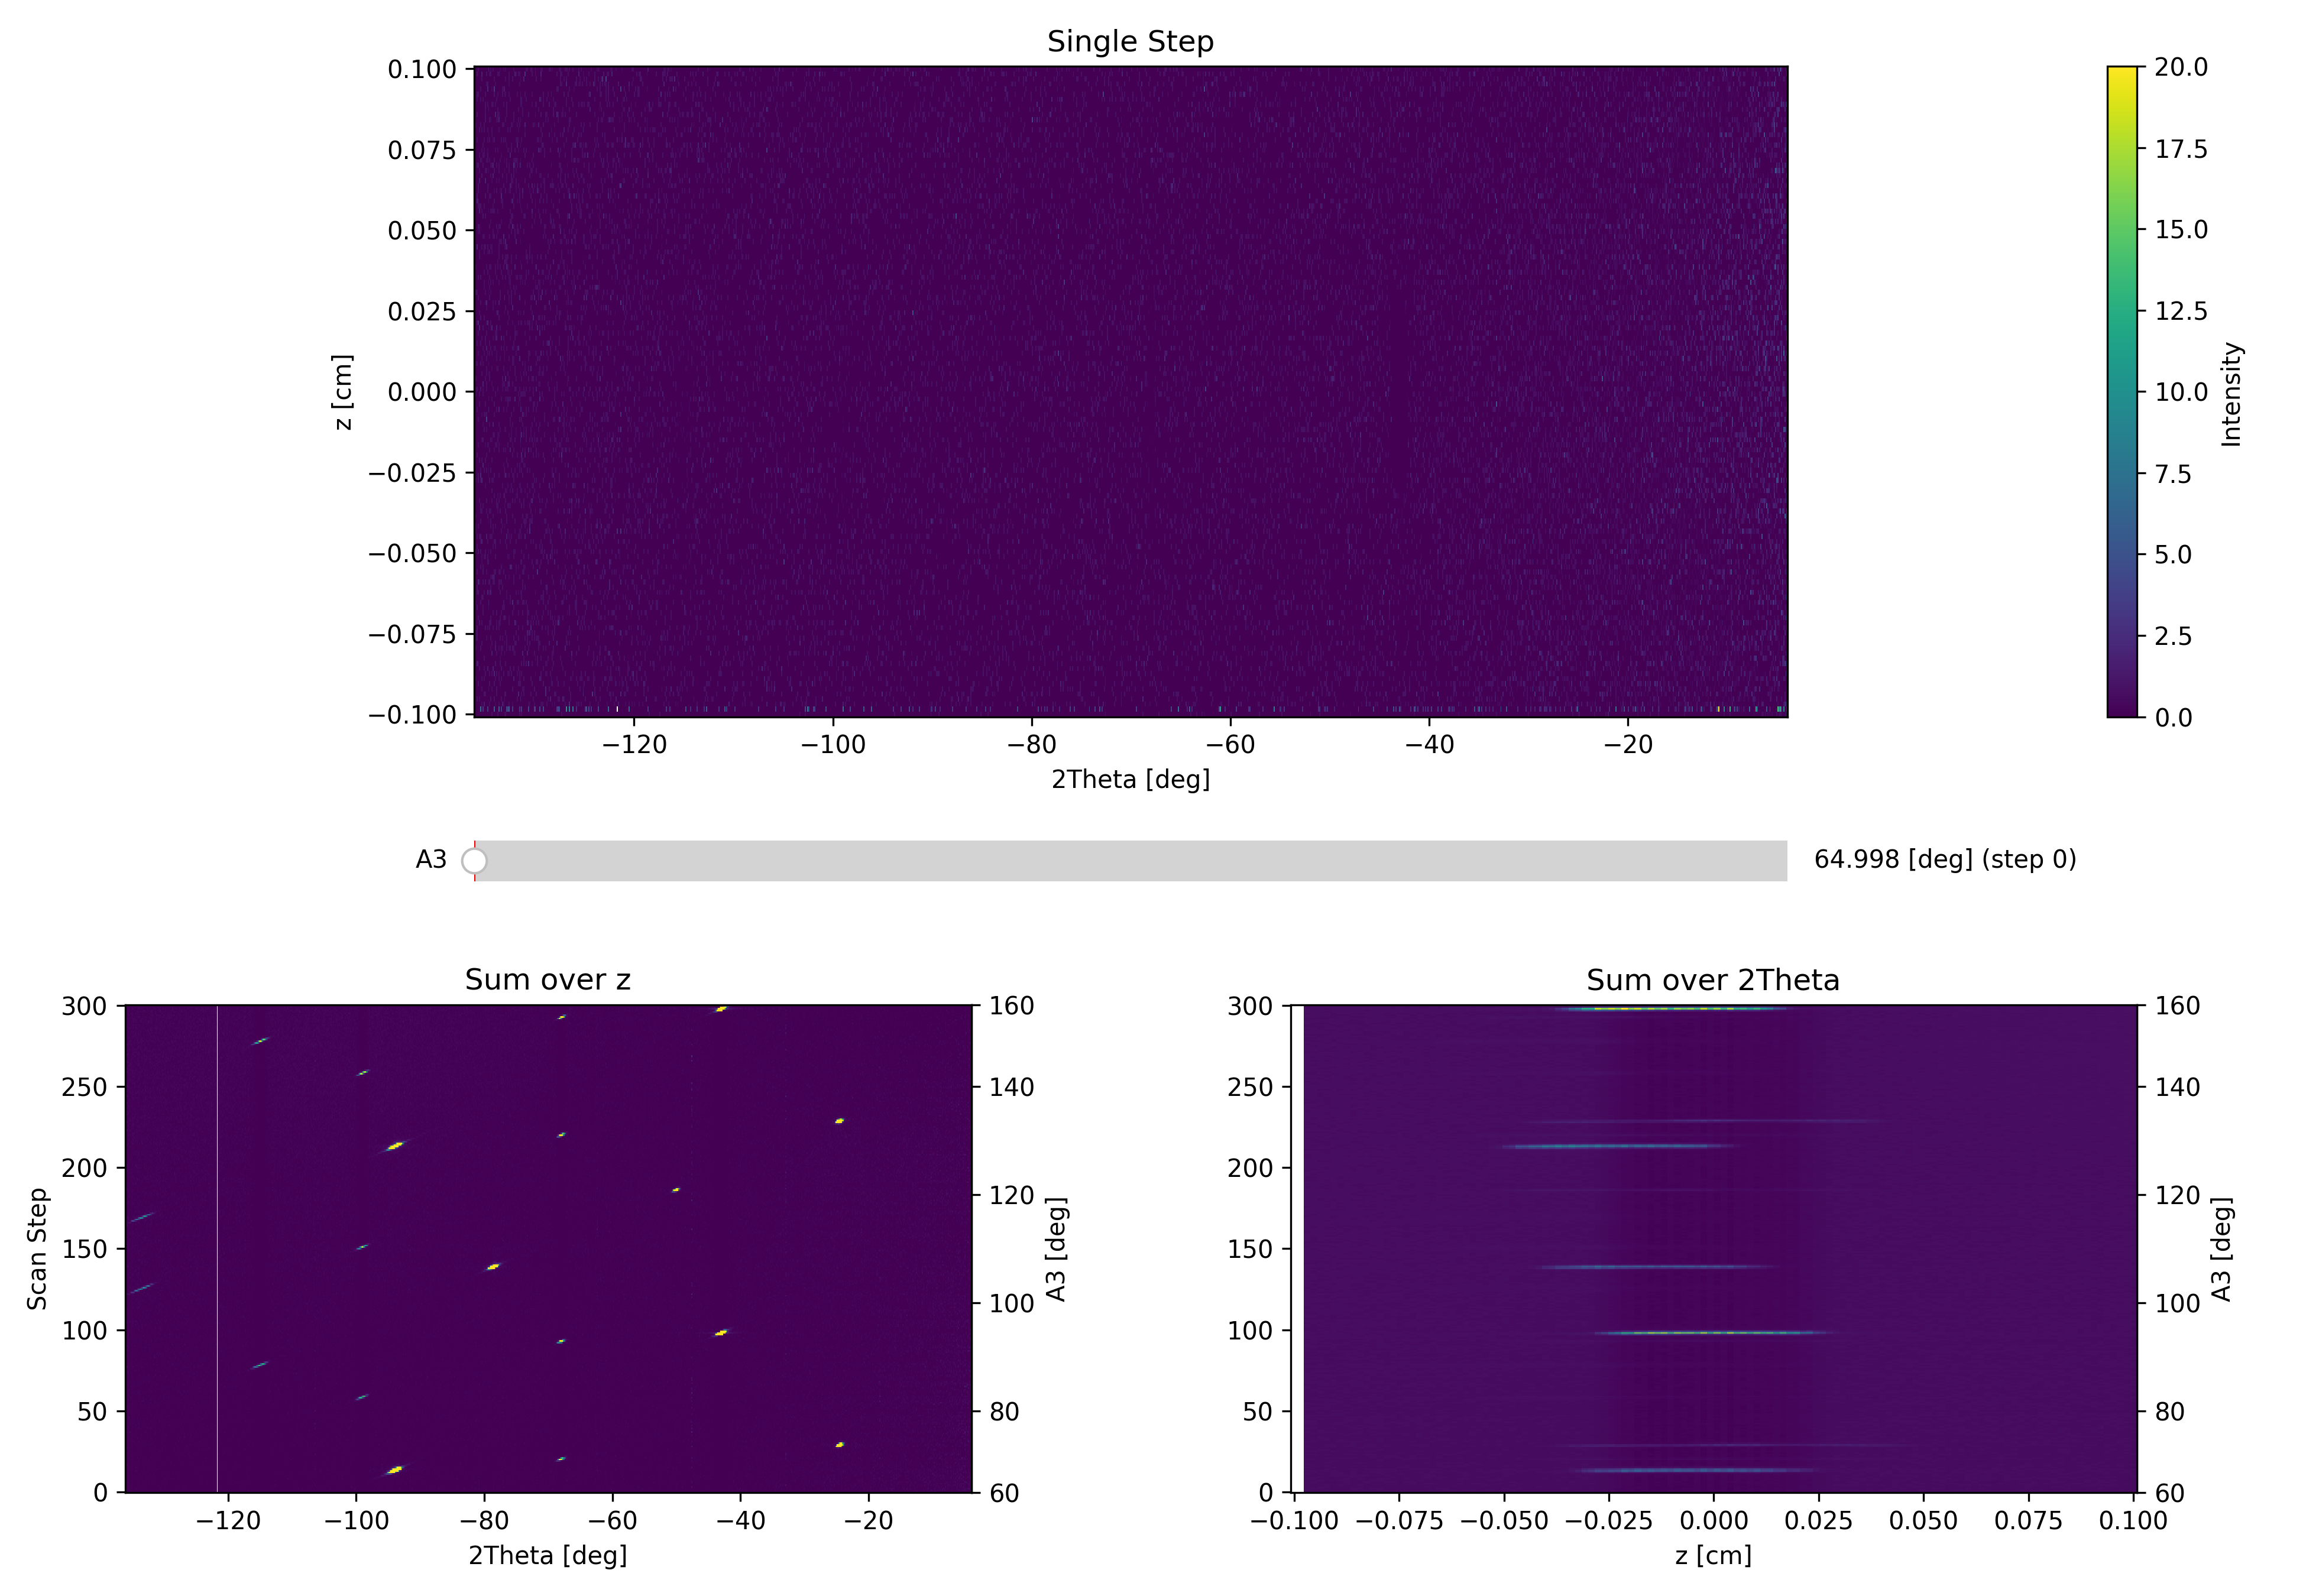 Single Step
0.100
0.075
0.050
0.025
0.000
−0.025
−0.050
−0.075
−0.100
z [cm]
−120 −100 −80 −60 −40 −20
2Theta [deg]
20.0
17.5
15.0
12.5
10.0
7.5
5.0
2.5
0.0
Intensity
A3 64.998 [deg] (step 0)
Sum over z
300
250
200
150
100
50
0
Scan Step
160
140
120
100
80
60
A3 [deg]
−120 −100 −80 −60 −40 −20
2Theta [deg]
Sum over 2Theta
300
250
200
150
100
50
0
160
140
120
100
80
60
A3 [deg]
−0.100 −0.075 −0.050 −0.025 0.000 0.025 0.050 0.075 0.100
z [cm]